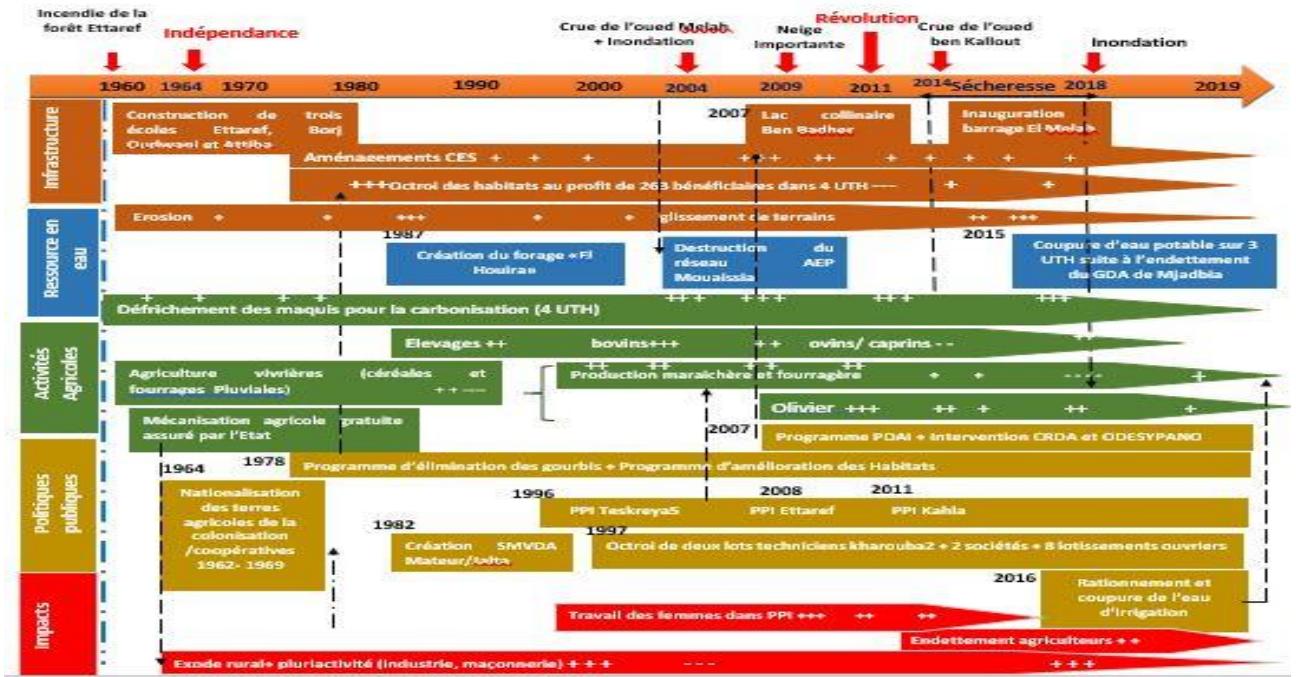 Incendie de la
forêt Ettaref
Indépendance
Crue de l'oued Melah
+ Inondation
Neige
Importante
Révolution
Crue de l'oued
ben Kallout
Inondation
1960 1964 1970 1980 1990 2000 2004 2009 2011 2014 Sécheresse 2018 2019
Infrastructure
Construction de trois
écoles Ettaref, Borj
et Attiba
2007
Lac collinaire
Ben Badher
Inauguration
barrage El Melah
Aménagements CES + + + +++ ++ + + + + +
+++Octroi des habitats au profit de 263 bénéficiaires dans 4 UTH --- + +
Erosion + + +++ + + glissement de terrains ++ +++
Ressource en
eau
1987
Création du forage «El
Houira»
Destruction du
réseau AEP
Mouaissia
2015
Coupure d'eau potable sur 3
UTH suite à l'endettement
du GDA de Mjadbia
+ + + + ++ + + + + ++ + +++
Défrichement des maquis pour la carbonisation (4 UTH)
Activités
Agricoles
Elevages ++ bovins+++ ++ ovins/ caprins --
Agriculture vivrières (céréales et
fourrages Pluviales) ++ ---
Production maraichère et fourragère + + ---- +
Olivier +++ ++ + ++ +
Mécanisation agricole gratuite
assuré par l'Etat
Politiques
publiques
2007
Programme PDAI + Intervention CRDA et ODESYPANO
1964
1978
Programme d'élimination des gourbis + Programme d'amélioration des Habitats
Nationalisation
des terres
agricoles de la
colonisation
/coopératives
1962- 1969
1996
PPI Teskreya5
2008
PPI Ettaref
2011
PPI Kahla
1982
Création SMVDA
Mateur/Jalta
1997
Octroi de deux lots techniciens kharouba2 + 2 sociétés + 8 lotissements ouvriers
2016
Rationnement et
coupure de l'eau
d'irrigation
Impacts
Travail des femmes dans PPI +++ ++ ++
Endettement agriculteurs ++
Exode rural+ pluriactivité (industrie, maçonnerie) +++ --- +++